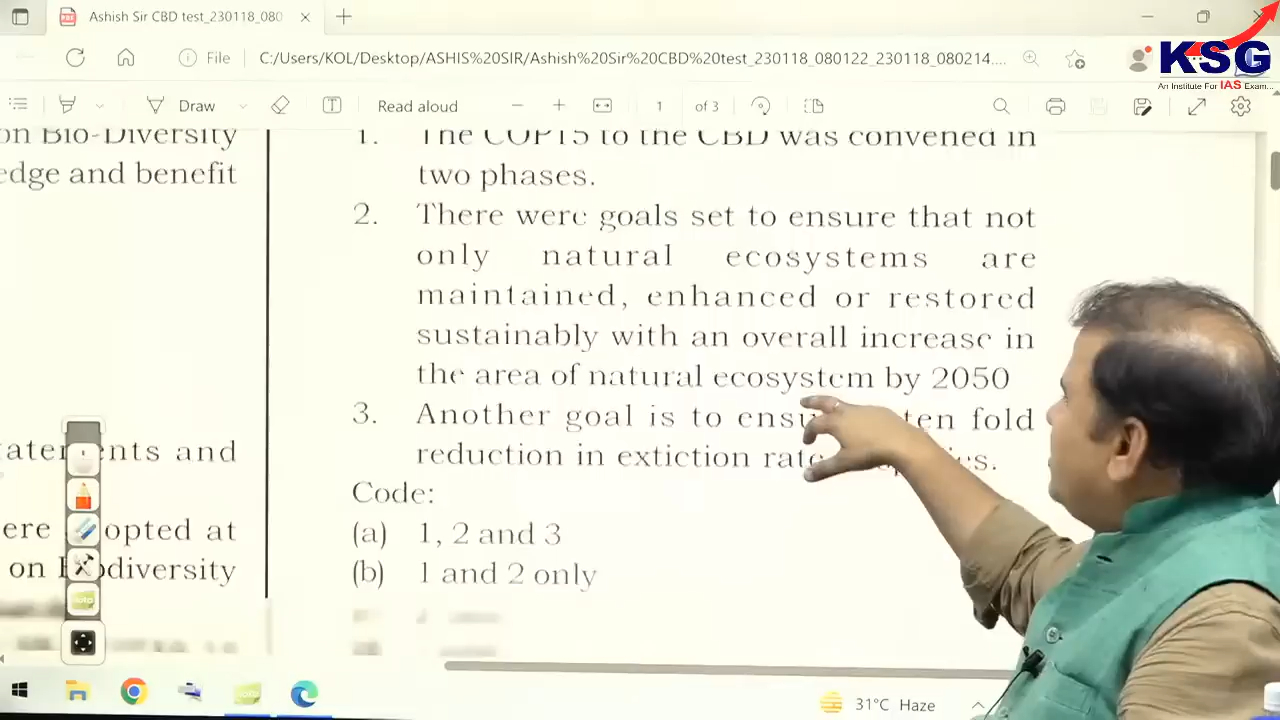 Ashish Sir CBD test_230118_080
KSG
An Institute For IAS Exam...
File C:/Users/KOL/Desktop/ASHIS%20SIR/Ashish%20Sir%20CBD%20test_230118_080122_230118_080214....
Draw
Read aloud
1 of 3
on Bio-Diversity
edge and benefit
atements and
ere opted at
on Biodiversity
1. The COP15 to the CBD was convened in
two phases.
2. There were goals set to ensure that not
only natural ecosystems are
maintained, enhanced or restored
sustainably with an overall increase in
the area of natural ecosystem by 2050
3. Another goal is to ten fold
reduction in extiction rate
Code:
(a) 1, 2 and 3
(b) 1 and 2 only
31°C Haze